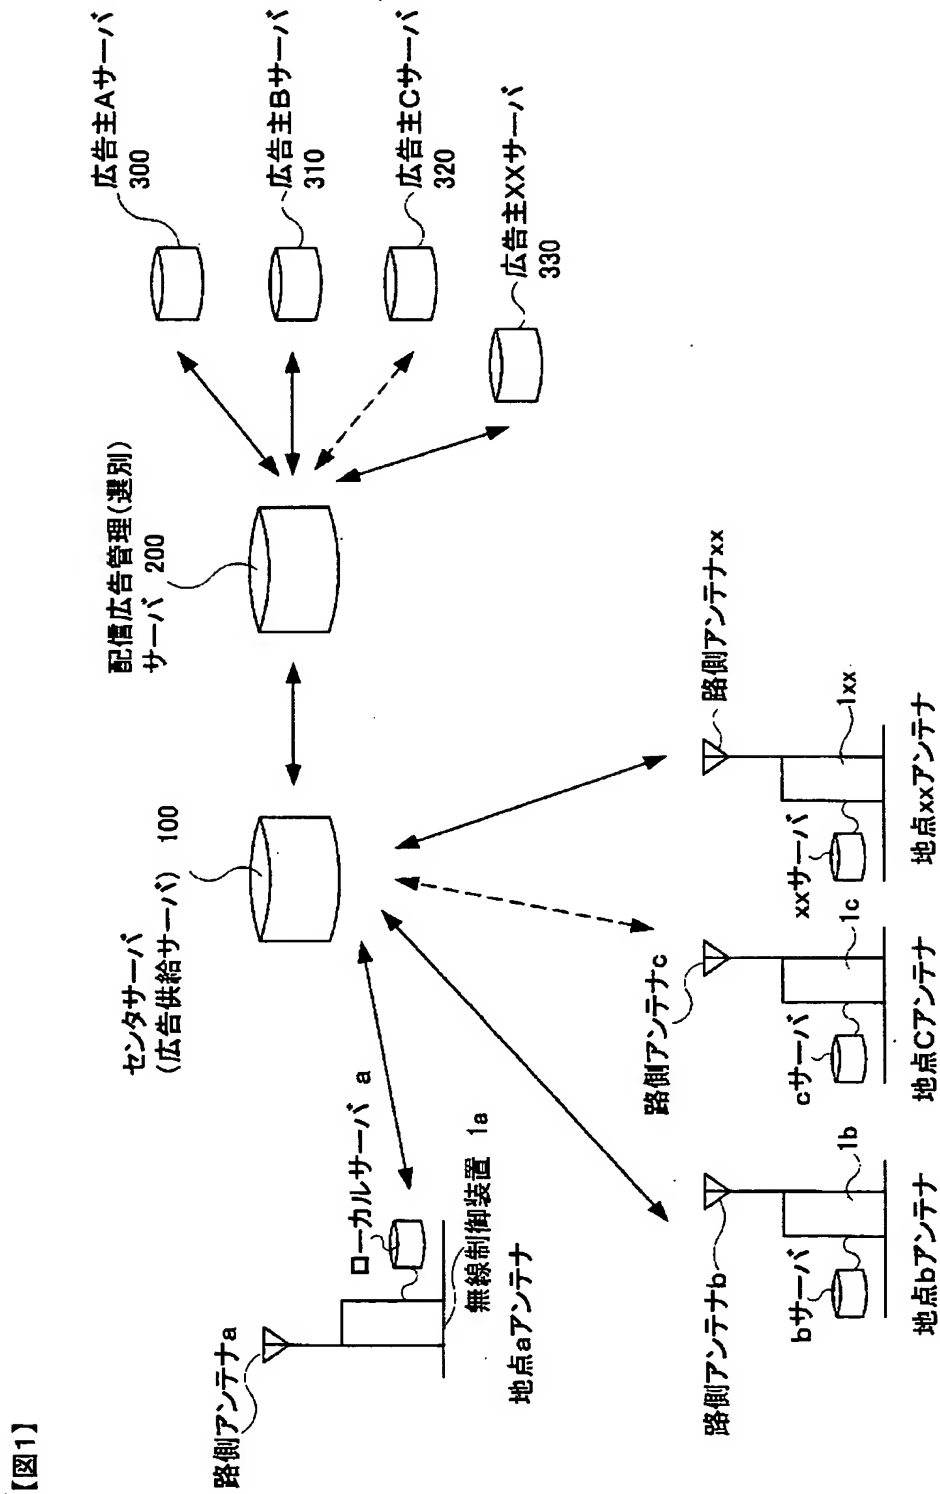 【図1】
路側アンテナa
ローカルサーバ a
無線制御装置 1a
地点aアンテナ
センタサーバ
(広告供給サーバ) 100
配信広告管理(選別)
サーバ 200
広告主Aサーバ
300
広告主Bサーバ
310
広告主Cサーバ
320
広告主XXサーバ
330
路側アンテナb
bサーバ
1b
地点bアンテナ
路側アンテナc
cサーバ
1c
地点Cアンテナ
路側アンテナxx
xxサーバ
1xx
地点xxアンテナ